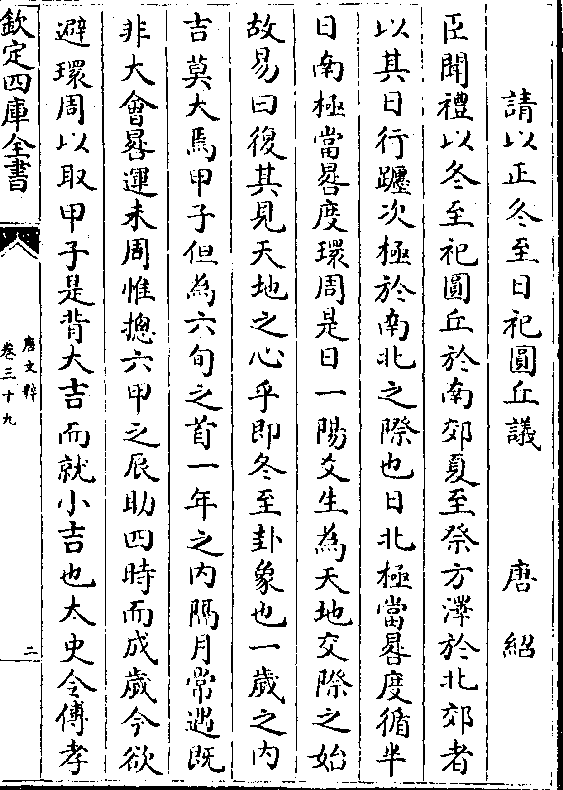 請以正冬至日祀圓丘議 唐紹
臣聞禮以冬至祀圓丘於南郊夏至祭方澤於北郊者
以其日行躔次極於南北之際也日北極當晷度循半
日南極當晷度環周是日一陽爻生為天地交際之始
故易曰復其見天地之心乎即冬至卦象也一歲之内
吉莫大焉甲子但為六旬之首一年之内隔月常遇既
非大會晷運未周惟摠六甲之辰助四時而成歲今欲
避環周以取甲子是背大吉而就小吉也太史令傅孝
欽定四庫全書
唐文粹
卷三十九
二